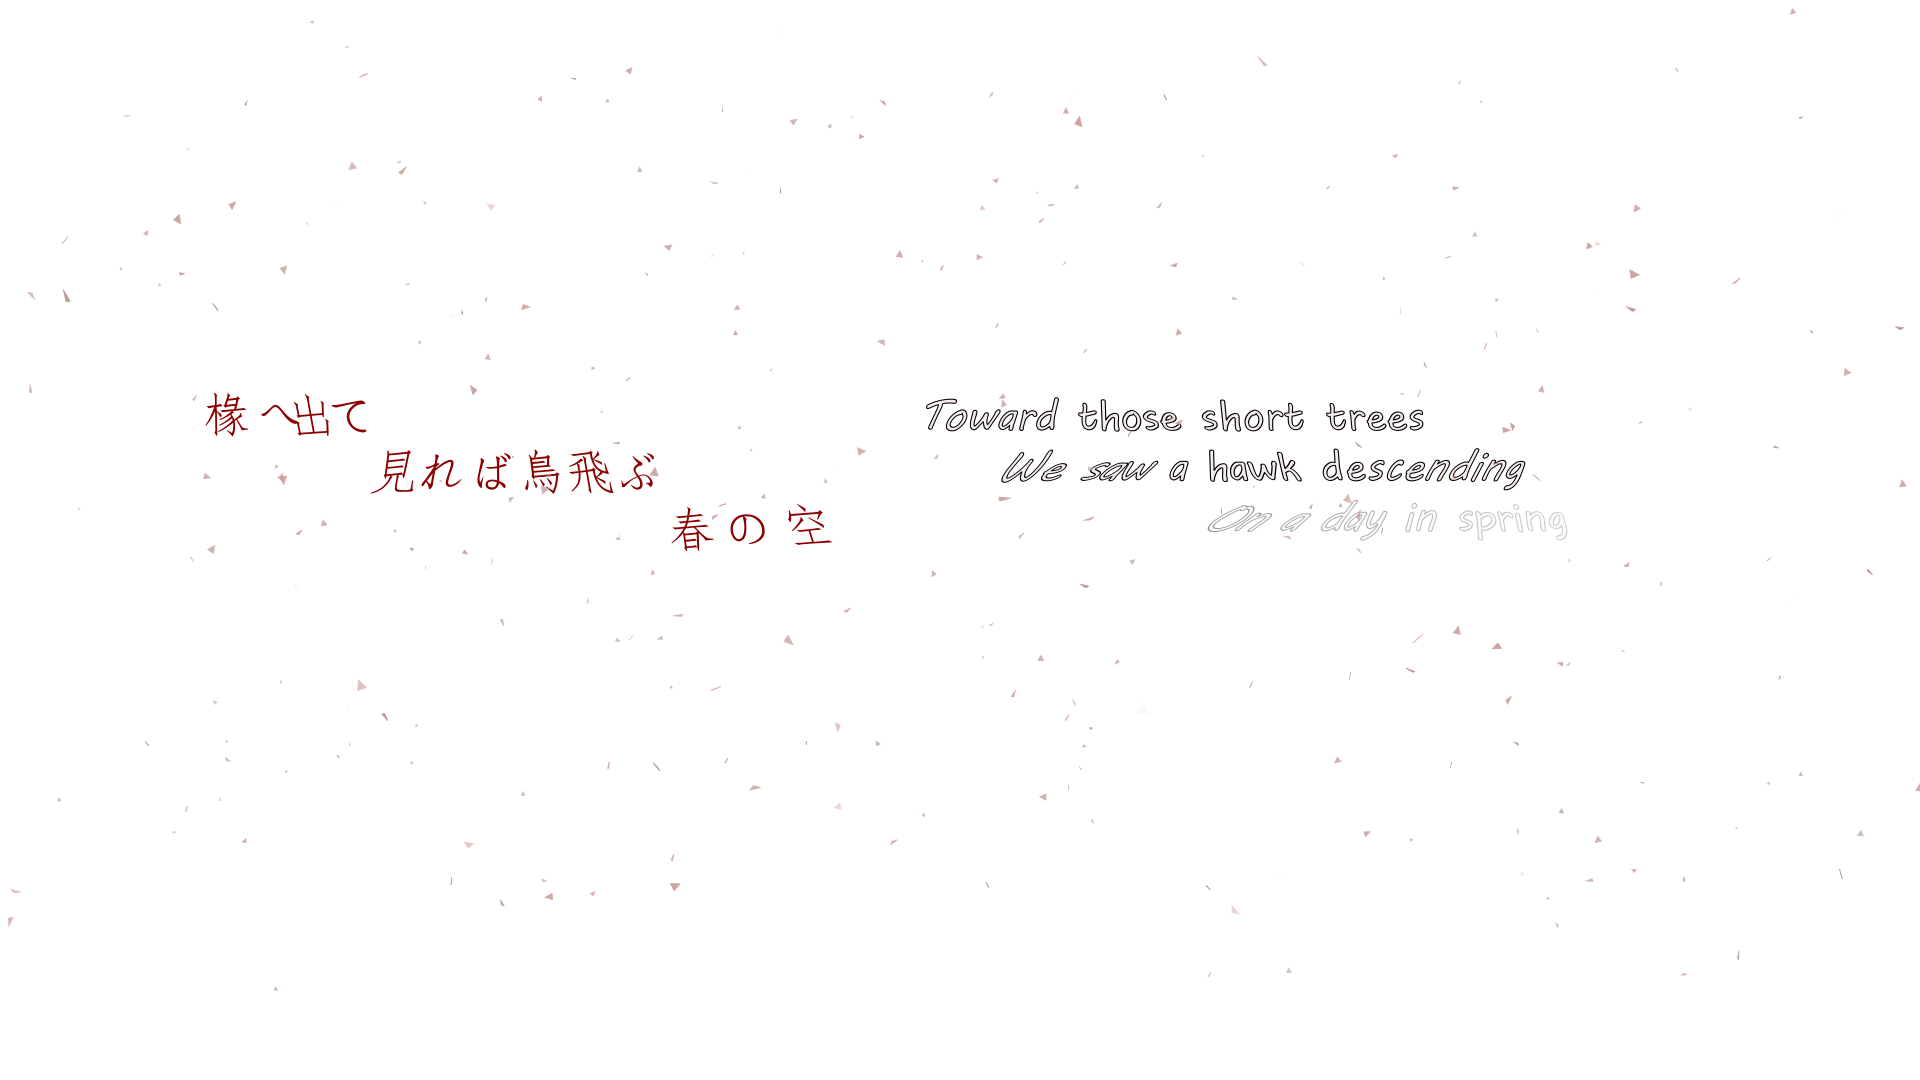 椽へ出て
見れば鳥飛ぶ
春の空
Toward those short trees
We saw a hawk descending
On a day in spring